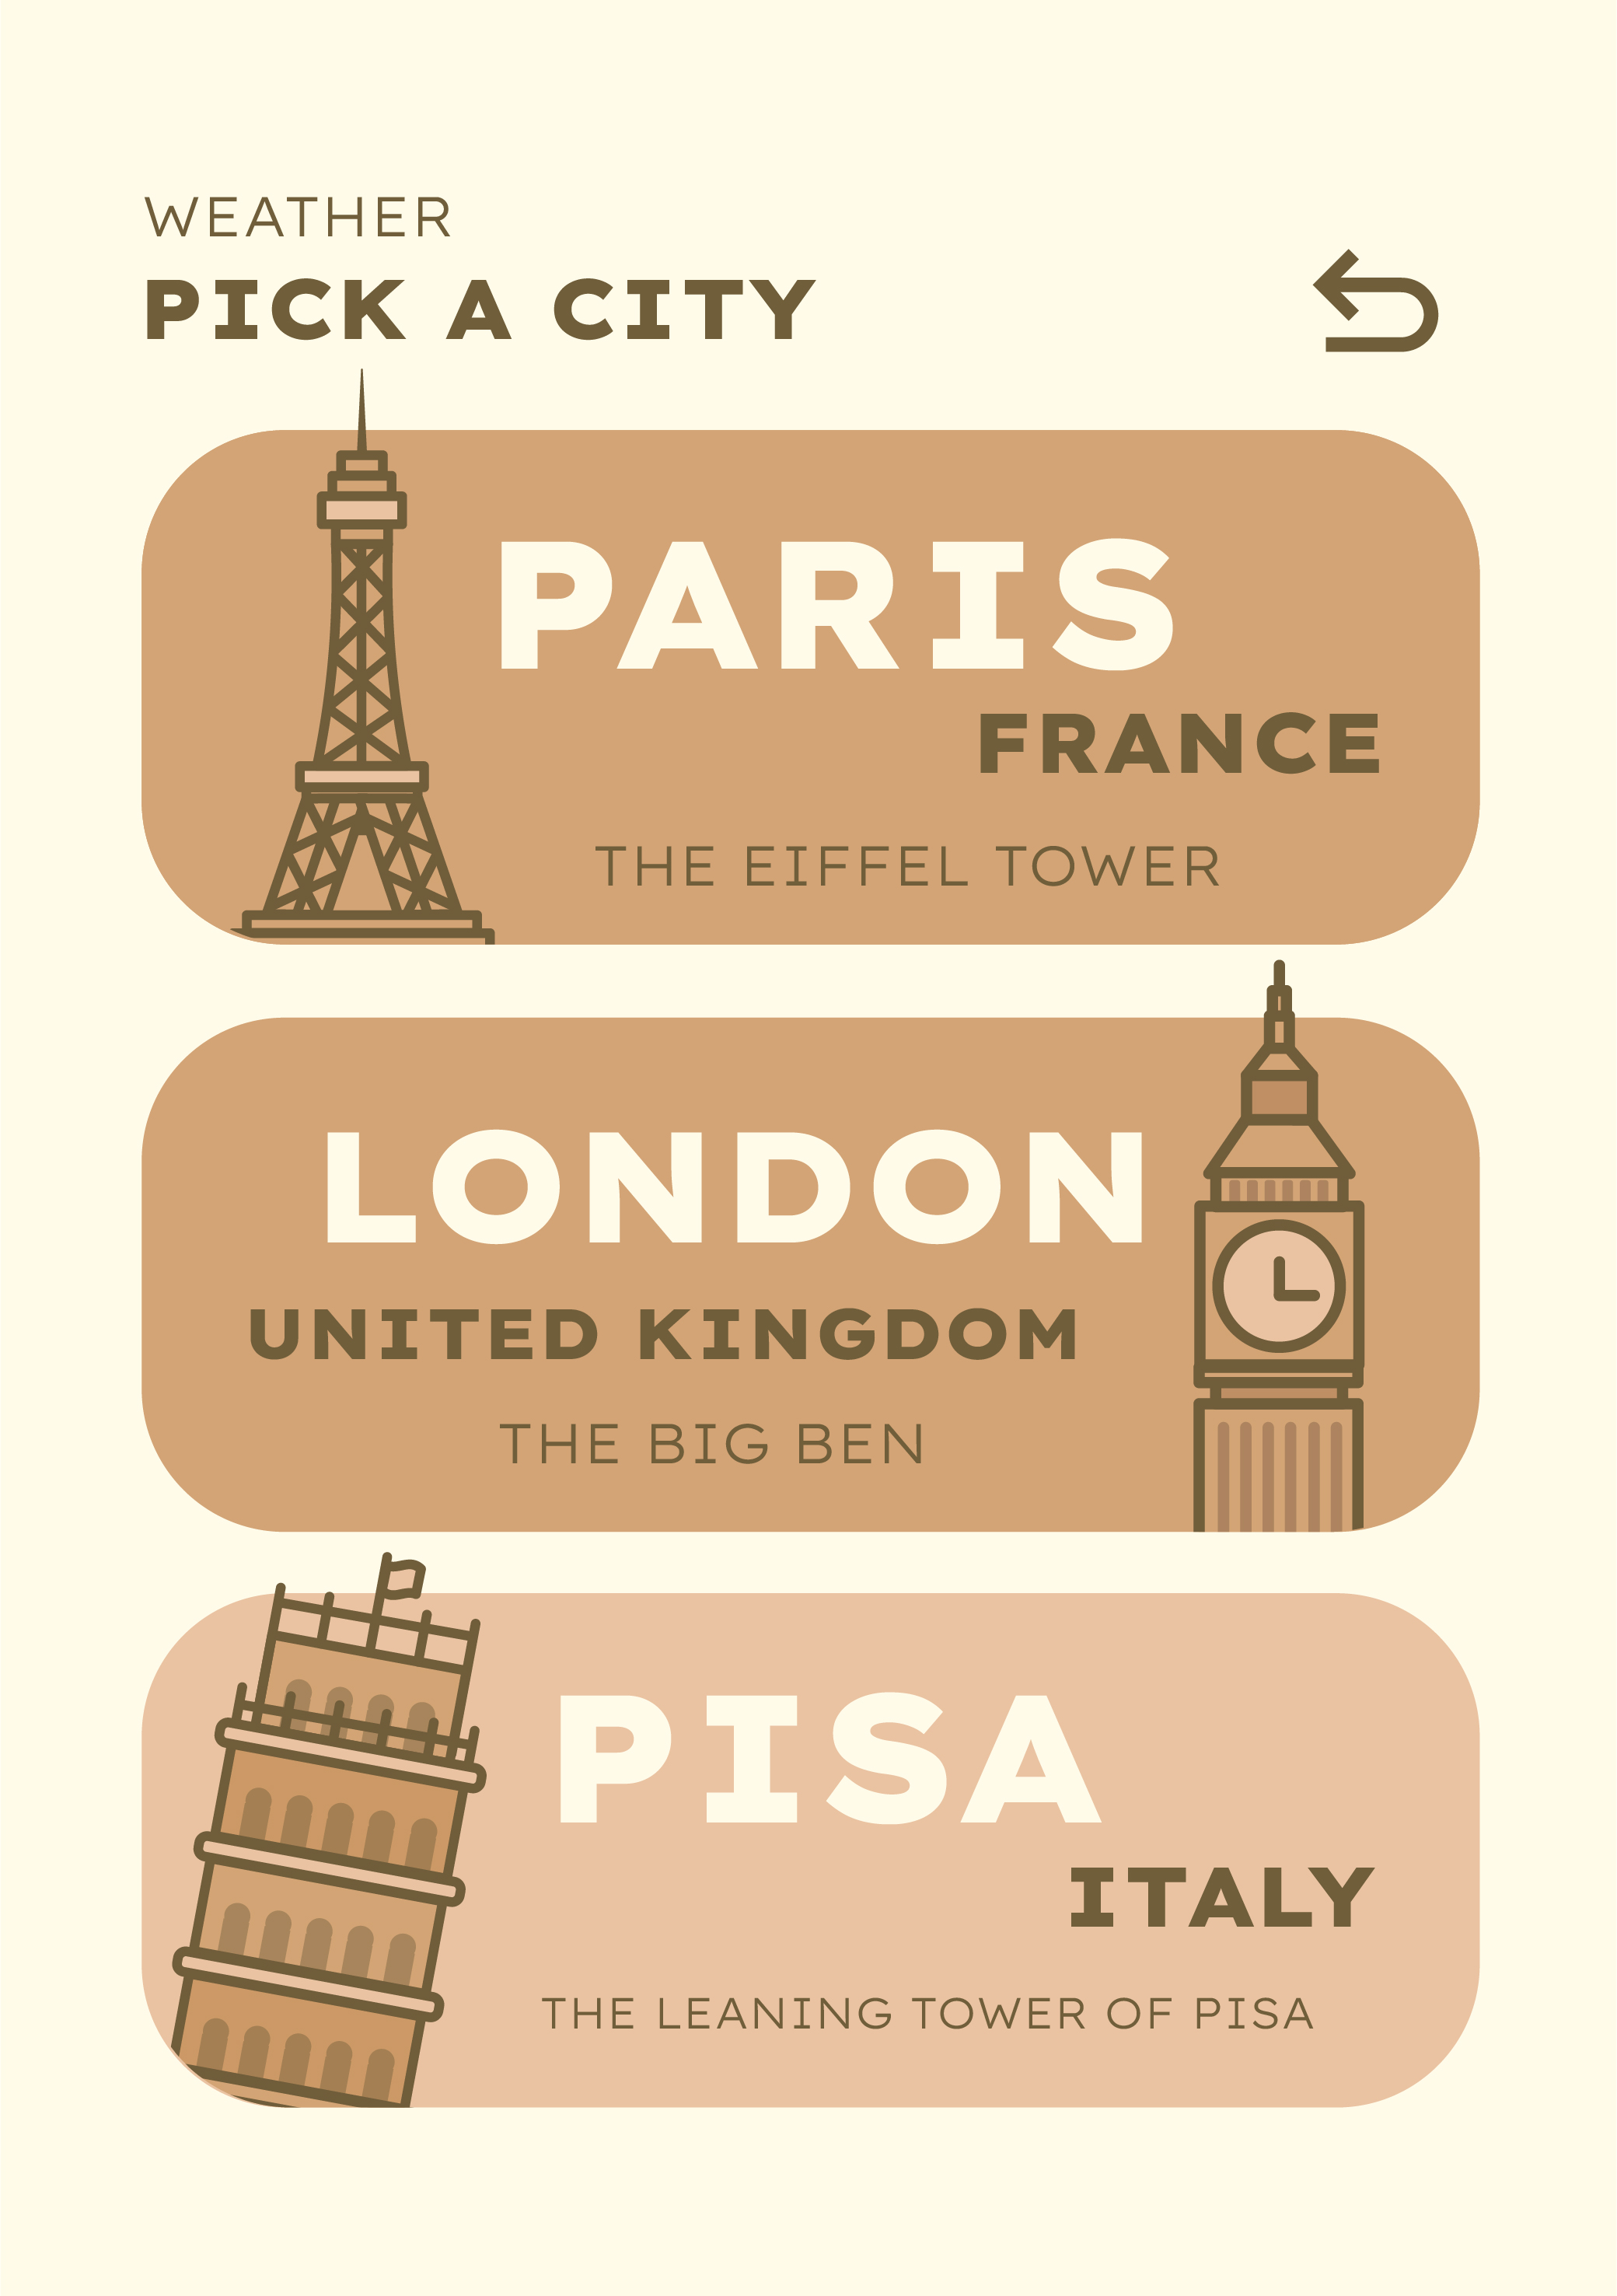 WEATHER
PICK A CITY
PARIS
FRANCE
THE EIFFEL TOWER
LONDON
UNITED KINGDOM
THE BIG BEN
PISA
ITALY
THE LEANING TOWER OF PISA